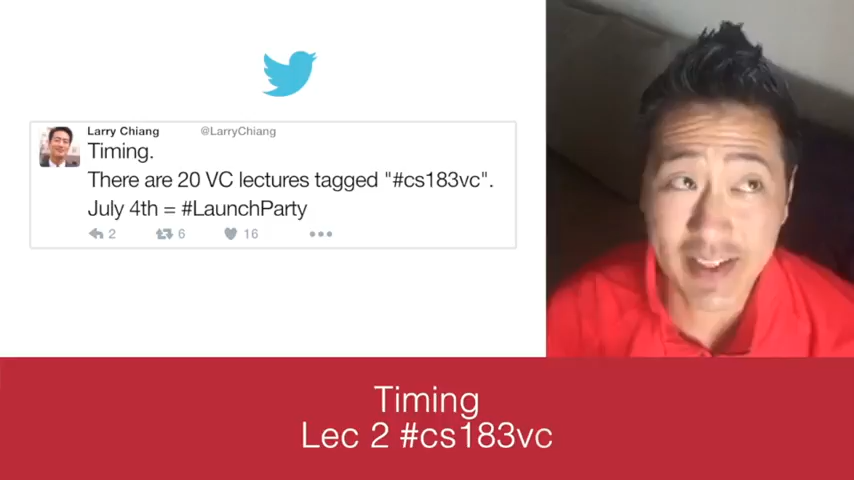 Larry Chiang @LarryChiang
Timing.
There are 20 VC lectures tagged "#cs183vc".
July 4th = #LaunchParty
2 6 16
Timing
Lec 2 #cs183vc